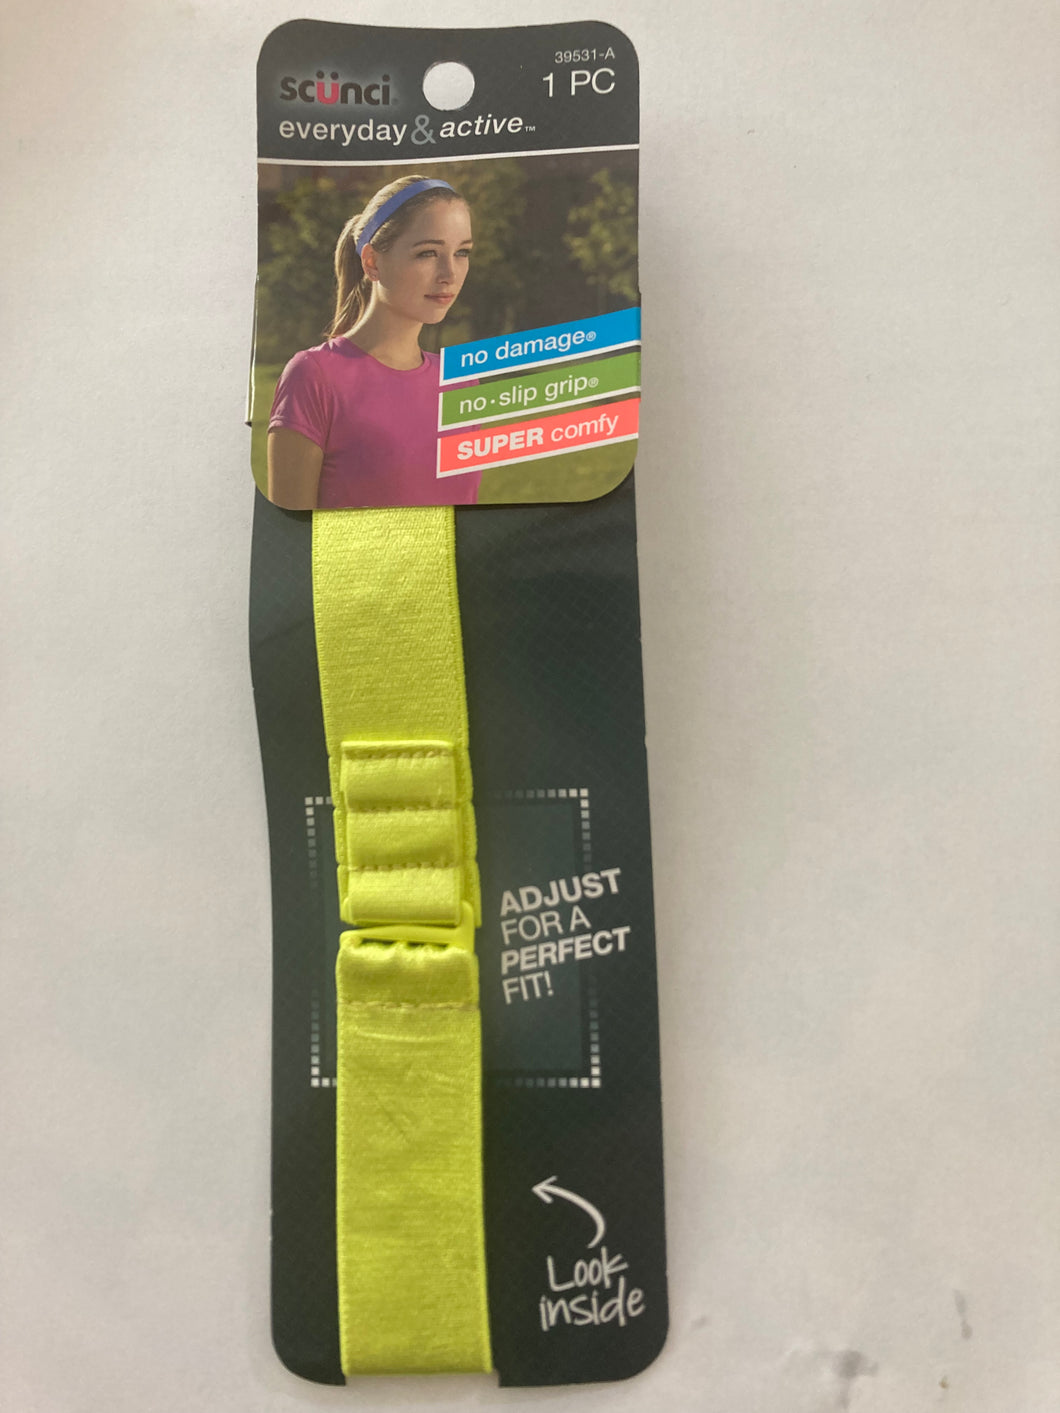 scünci®
39531-A
1 PC
everyday & active™
no damage®
no•slip grip®
SUPER comfy
ADJUST
FOR A
PERFECT
FIT!
Look
inside